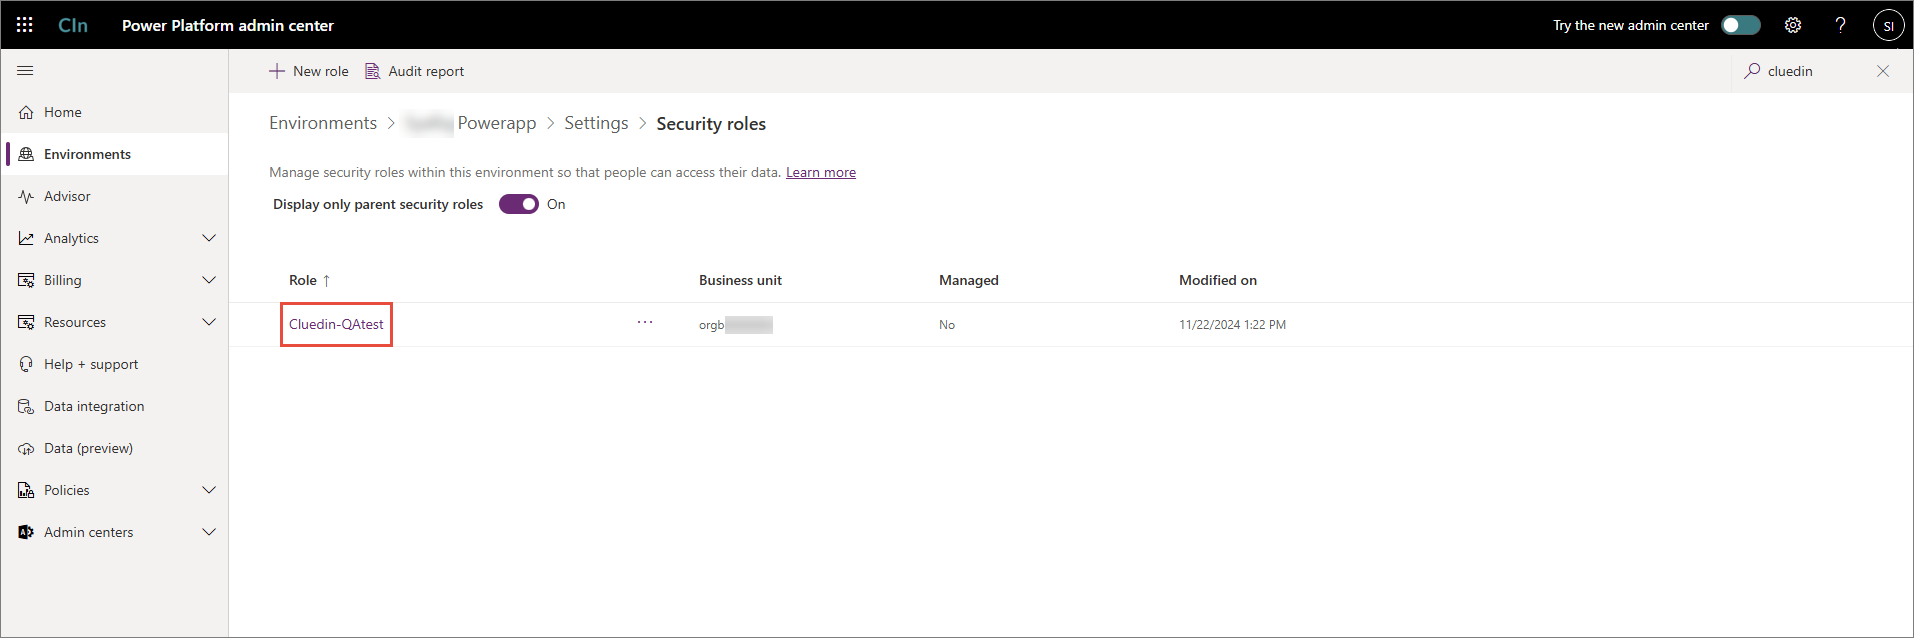 CIn Power Platform admin center Try the new admin center ? SI
New role Audit report cluedin
Home
Environments
Advisor
Analytics
Billing
Resources
Help + support
Data integration
Data (preview)
Policies
Admin centers
Environments > Powerapp > Settings > Security roles
Manage security roles within this environment so that people can access their data. Learn more
Display only parent security roles On
Role ↑ Business unit Managed Modified on
Cluedin-QAtest ... orgb No 11/22/2024 1:22 PM